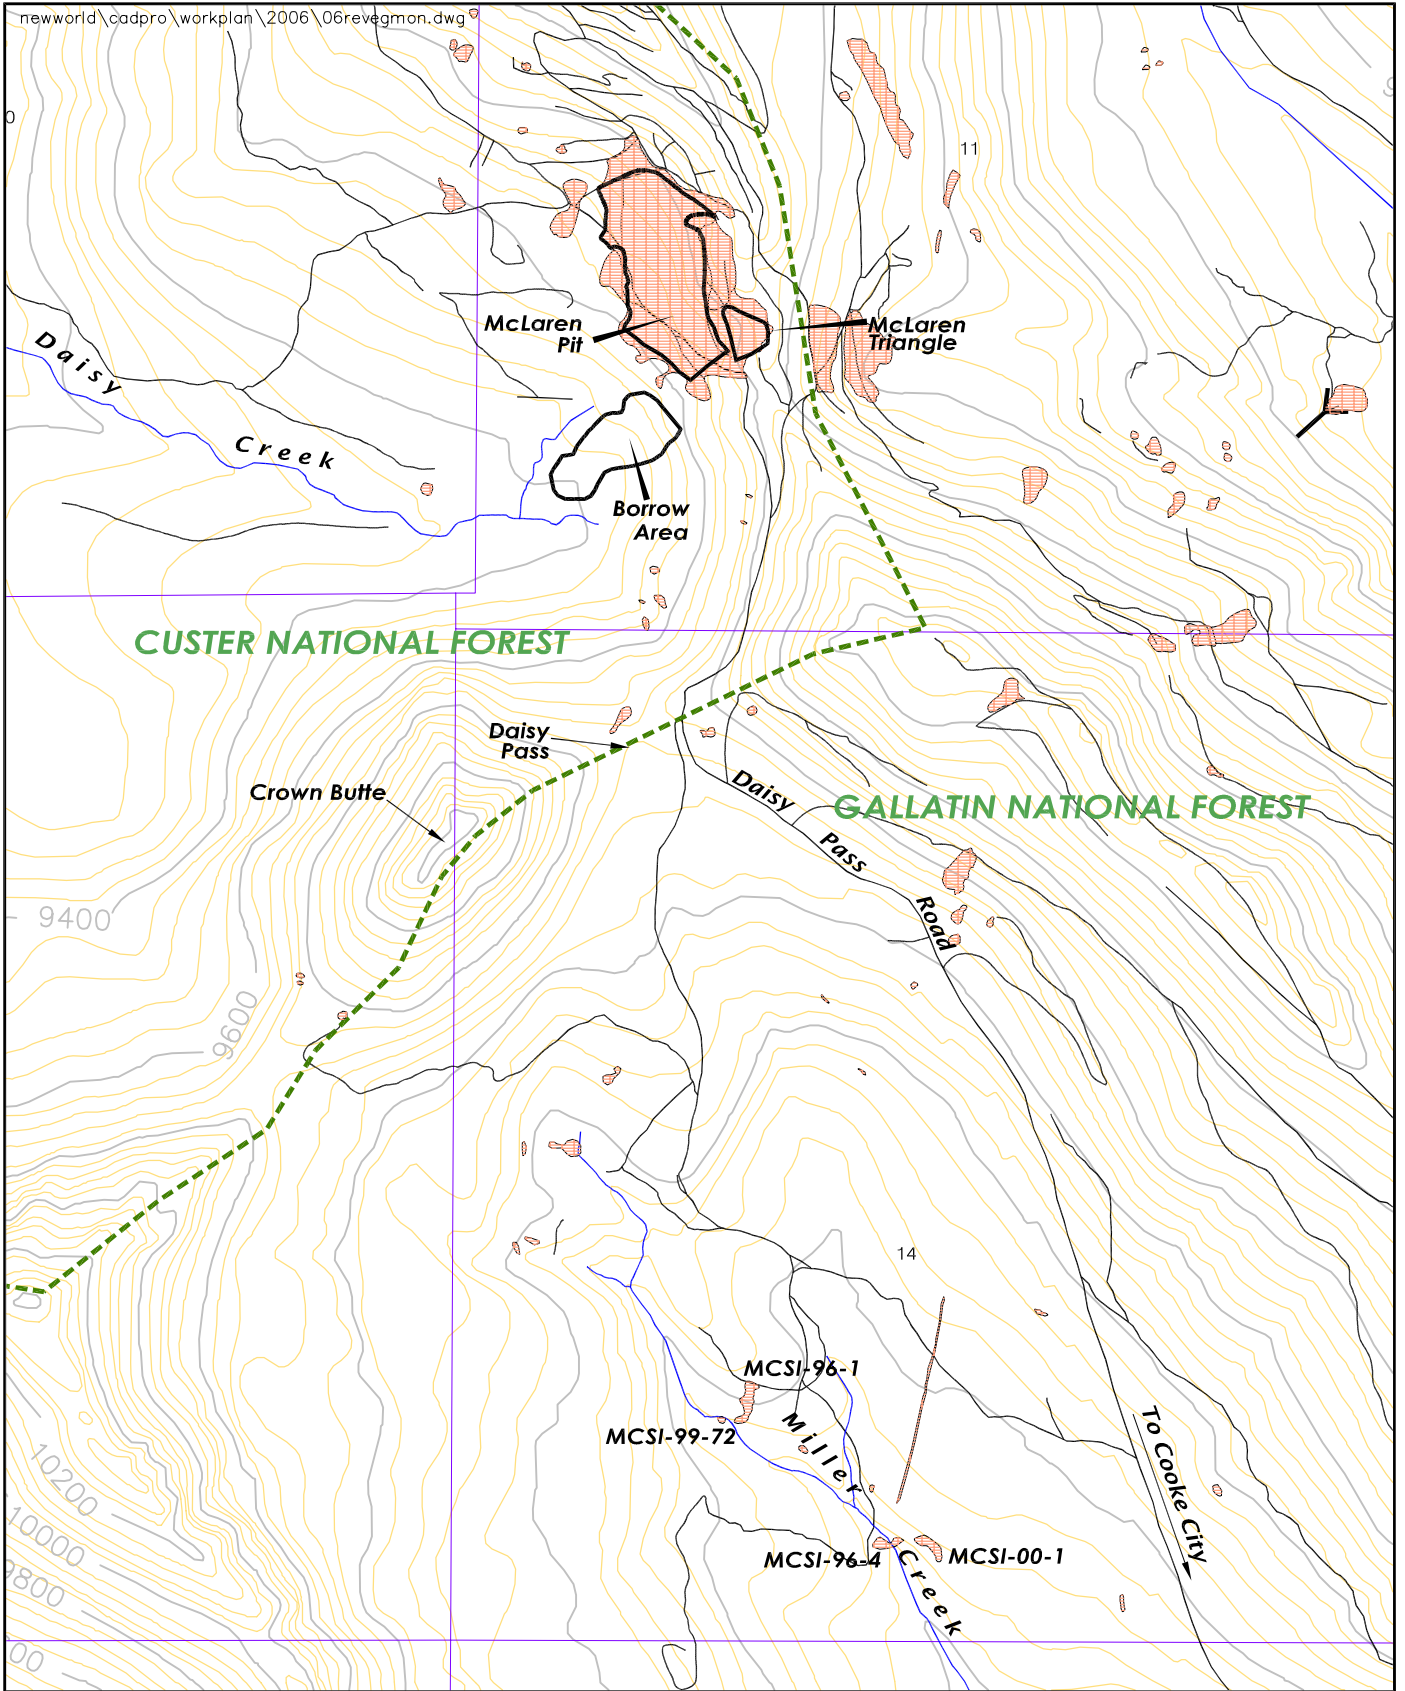 newworld\cadpro\workplan\2006\06revegmon.dwg
0
11
McLaren
Pit
McLaren
Triangle
Daisy
Creek
Borrow
Area
CUSTER NATIONAL FOREST
Daisy
Pass
Crown Butte
Daisy
Pass
Road
GALLATIN NATIONAL FOREST
9400
9600
14
MCSI-96-1
MCSI-99-72
Miller
Creek
To Cooke City
10200
10000
9800
00
MCSI-96-4
MCSI-00-1